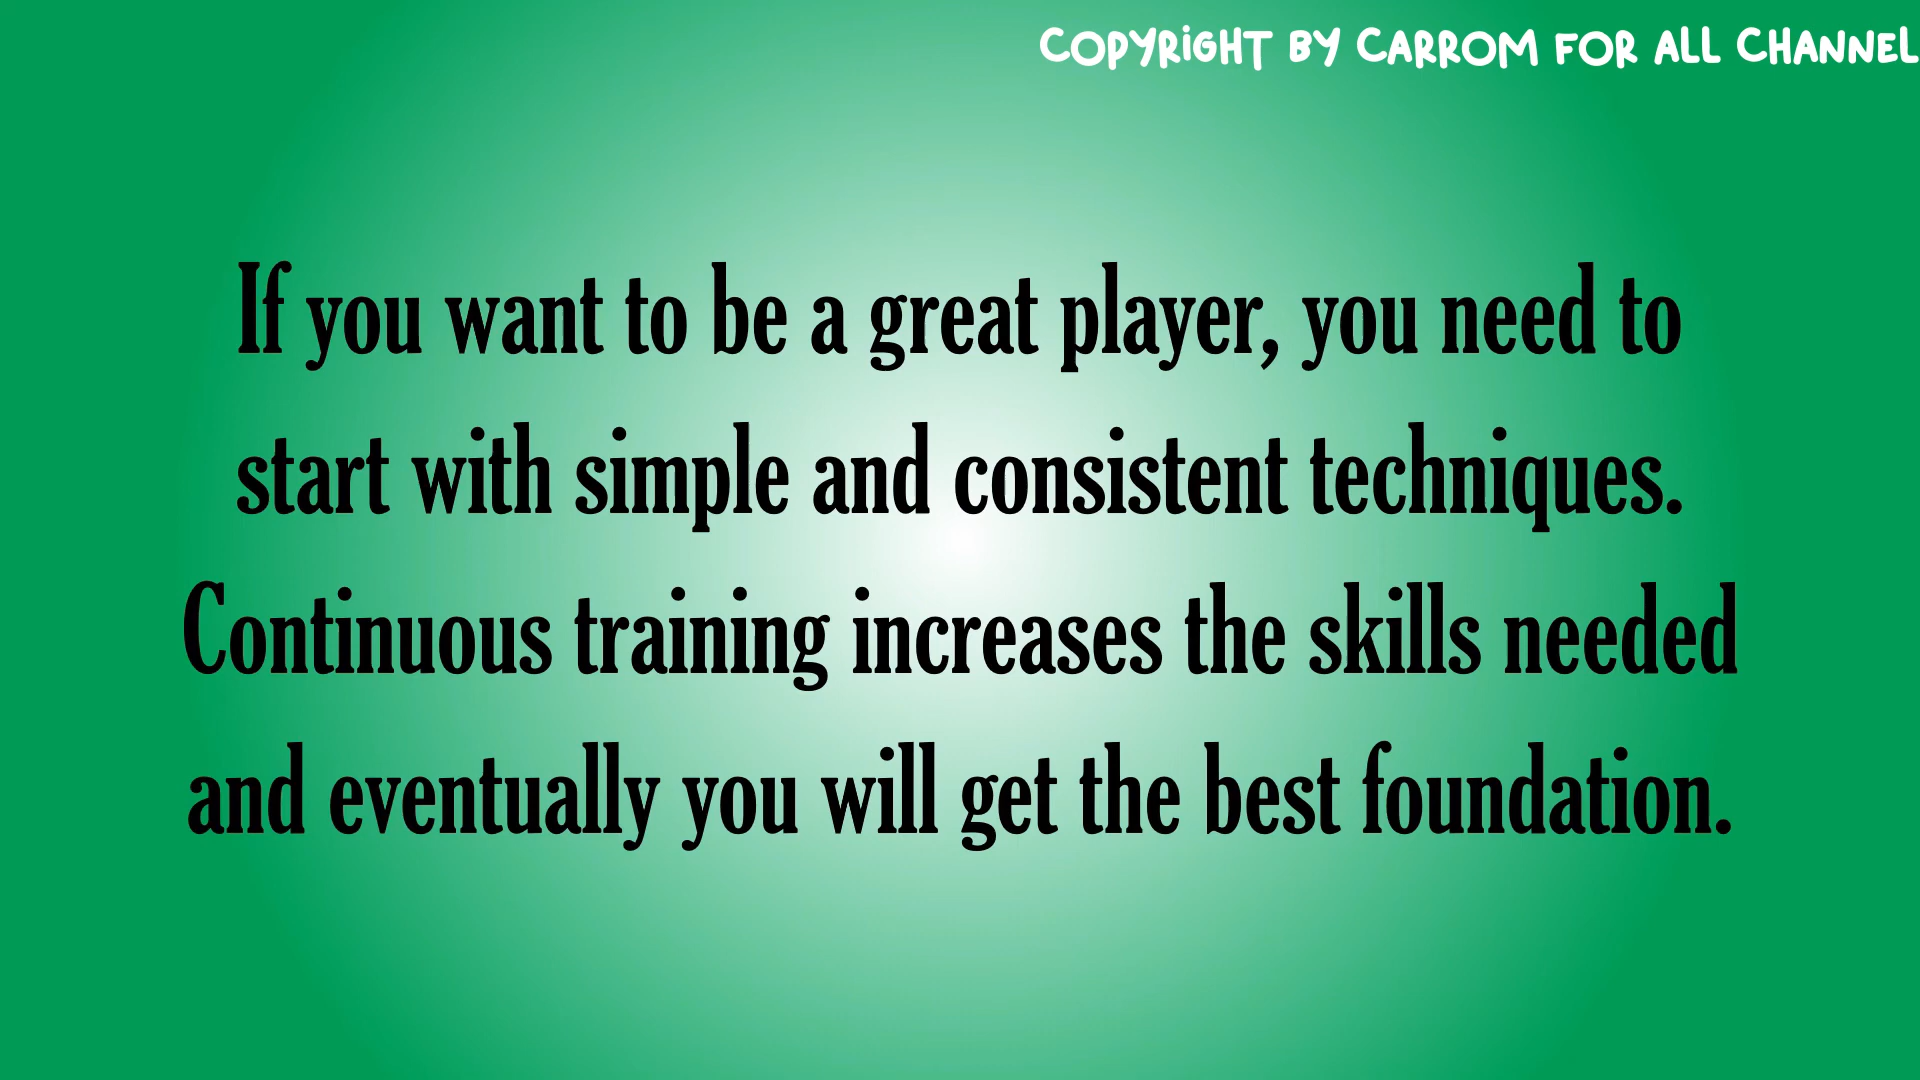 COPYRIGHT BY CARROM FOR ALL CHANNEL
If you want to be a great player, you need to
start with simple and consistent techniques.
Continuous training increases the skills needed
and eventually you will get the best foundation.